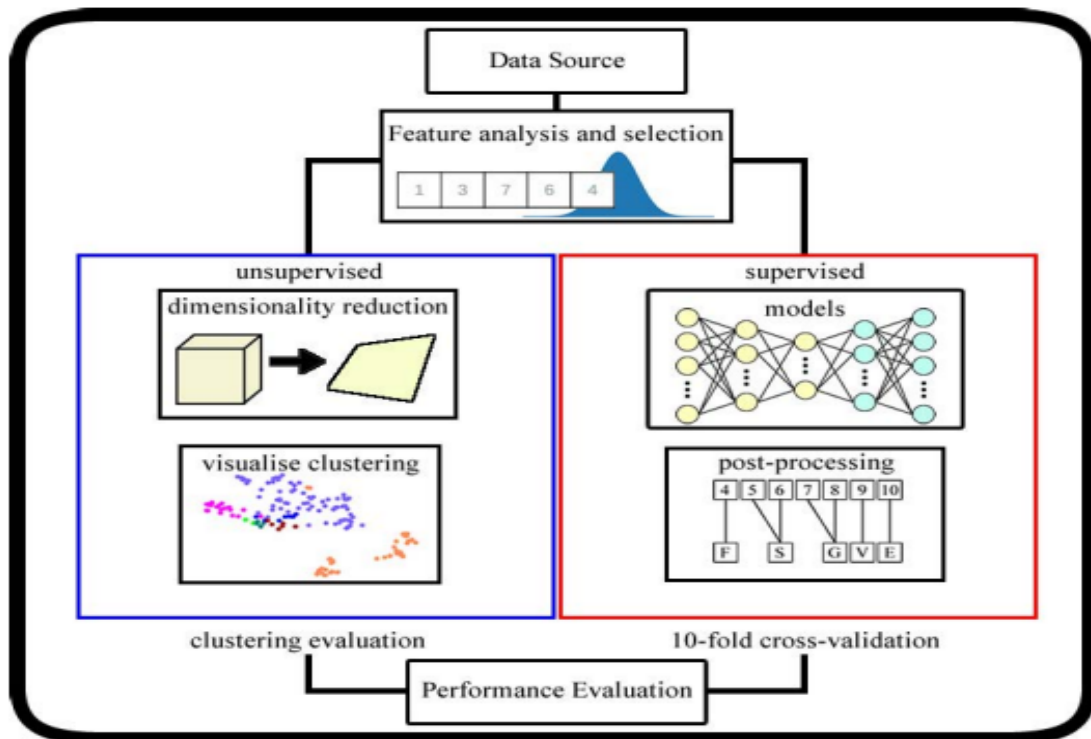 Data Source
Feature analysis and selection
1 3 7 6 4
unsupervised
dimensionality reduction
visualise clustering
clustering evaluation
supervised
models
post-processing
4 5 6 7 8 9 10
F S G V E
10-fold cross-validation
Performance Evaluation